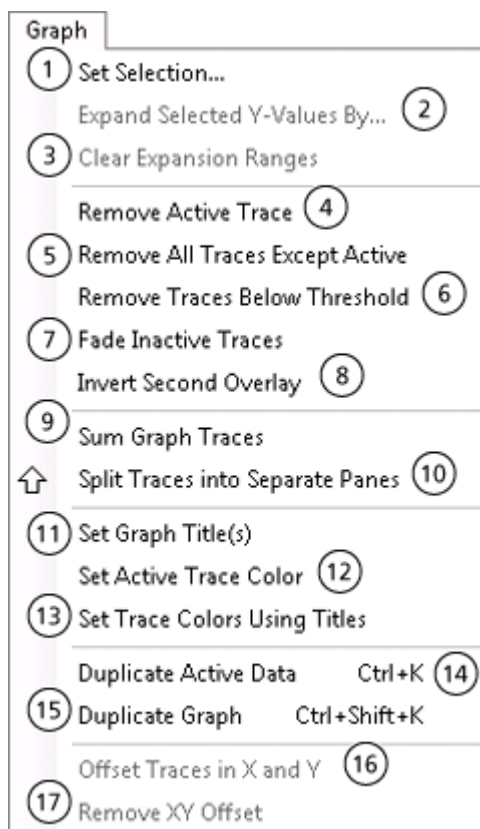 Graph
1 Set Selection...
Expand Selected Y-Values By... 2
3 Clear Expansion Ranges
Remove Active Trace 4
5 Remove All Traces Except Active
Remove Traces Below Threshold 6
7 Fade Inactive Traces
Invert Second Overlay 8
9 Sum Graph Traces
Split Traces into Separate Panes 10
11 Set Graph Title(s)
Set Active Trace Color 12
13 Set Trace Colors Using Titles
Duplicate Active Data Ctrl+K 14
15 Duplicate Graph Ctrl+Shift+K
Offset Traces in X and Y 16
17 Remove XY Offset